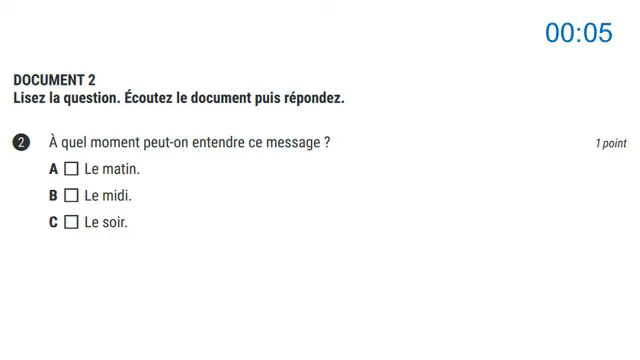 00:05
DOCUMENT 2
Lisez la question. Écoutez le document puis répondez.
2 À quel moment peut-on entendre ce message ? 1 point
A Le matin.
B Le midi.
C Le soir.